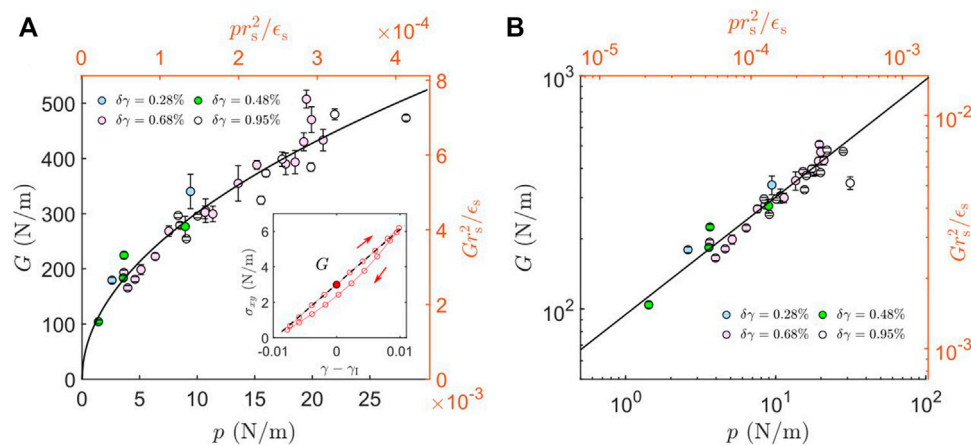 A
pr_s^2/ϵ_s
×10^-4
0 1 2 3 4
G (N/m)
500
400
300
200
100
0
δγ = 0.28% δγ = 0.48%
δγ = 0.68% δγ = 0.95%
8
6
4
2
0
Gr_s^2/ϵ_s
×10^-3
0 5 10 15 20 25
p (N/m)
σ_xy (N/m)
6
4
2
0
G
-0.01 0 0.01
γ − γ_I
B
pr_s^2/ϵ_s
10^-5 10^-4 10^-3
G (N/m)
10^3
10^2
10^-2
10^-3
Gr_s^2/ϵ_s
δγ = 0.28% δγ = 0.48%
δγ = 0.68% δγ = 0.95%
10^0 10^1 10^2
p (N/m)